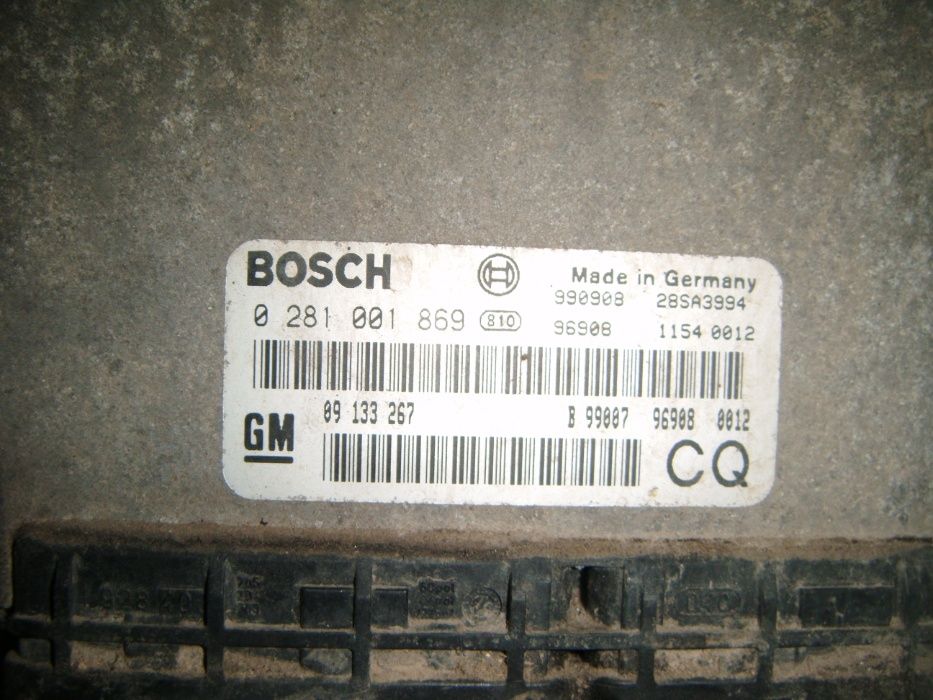 BOSCH
Made in Germany
990908 28SA3994
0 281 001 869 810
96908 1154 0012
09 133 267 B 99007 96908 0012
GM
CQ